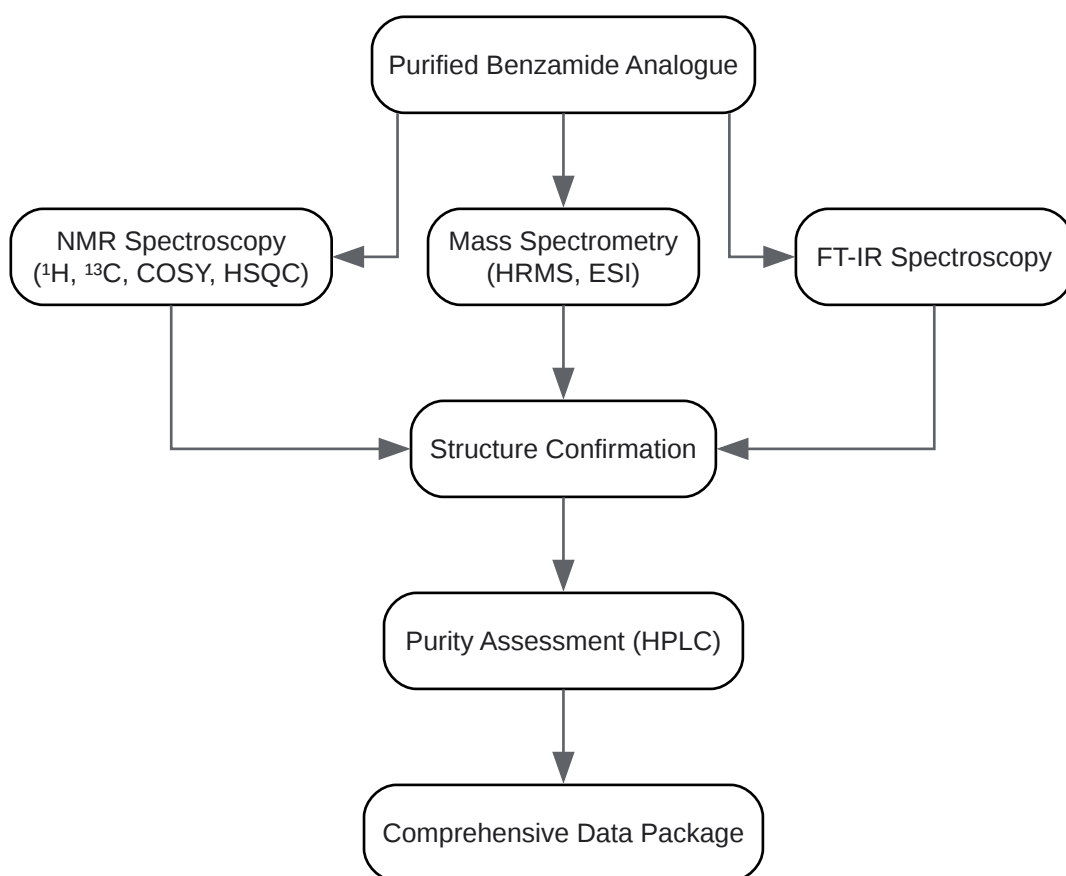 Purified Benzamide Analogue
NMR Spectroscopy
(¹H, ¹³C, COSY, HSQC)
Mass Spectrometry
(HRMS, ESI)
FT-IR Spectroscopy
Structure Confirmation
Purity Assessment (HPLC)
Comprehensive Data Package